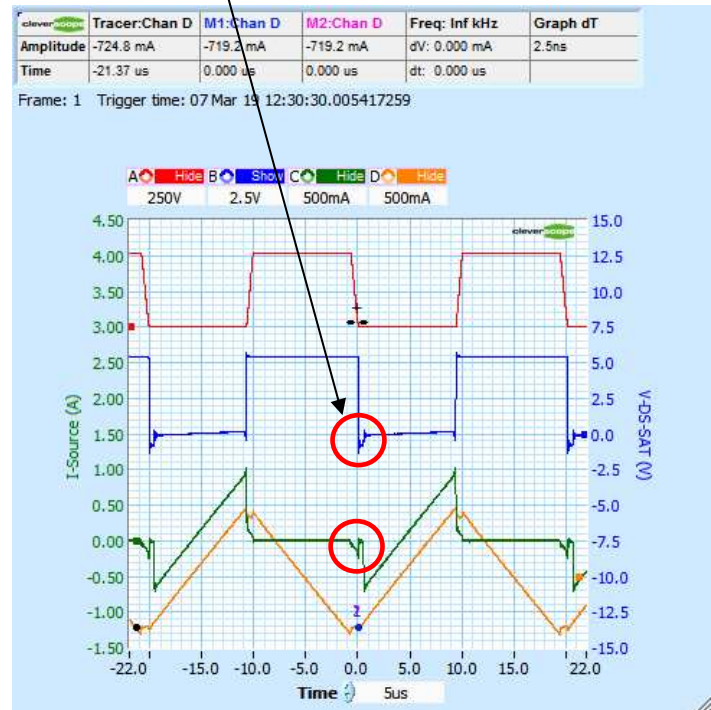 cleverscope Tracer:Chan D M1:Chan D M2:Chan D Freq: Inf kHz Graph dT
Amplitude -724.8 mA -719.2 mA -719.2 mA dV: 0.000 mA 2.5ns
Time -21.37 us 0.000 us 0.000 us dt: 0.000 us
Frame: 1 Trigger time: 07 Mar 19 12:30:30.005417259
A Hide B Show C Hide D Hide
250V 2.5V 500mA 500mA
cleverscope
4.50 15.0
4.00 12.5
3.50 10.0
3.00 7.5
2.50 5.0
2.00 2.5
1.50 0.0
1.00 -2.5
0.50 -5.0
0.00 -7.5
-0.50 -10.0
-1.00 -12.5
-1.50 -15.0
I-Source (A)
V-DS-SAT (V)
2
-22.0 -15.0 -10.0 -5.0 0.0 5.0 10.0 15.0 22.0
Time 5us